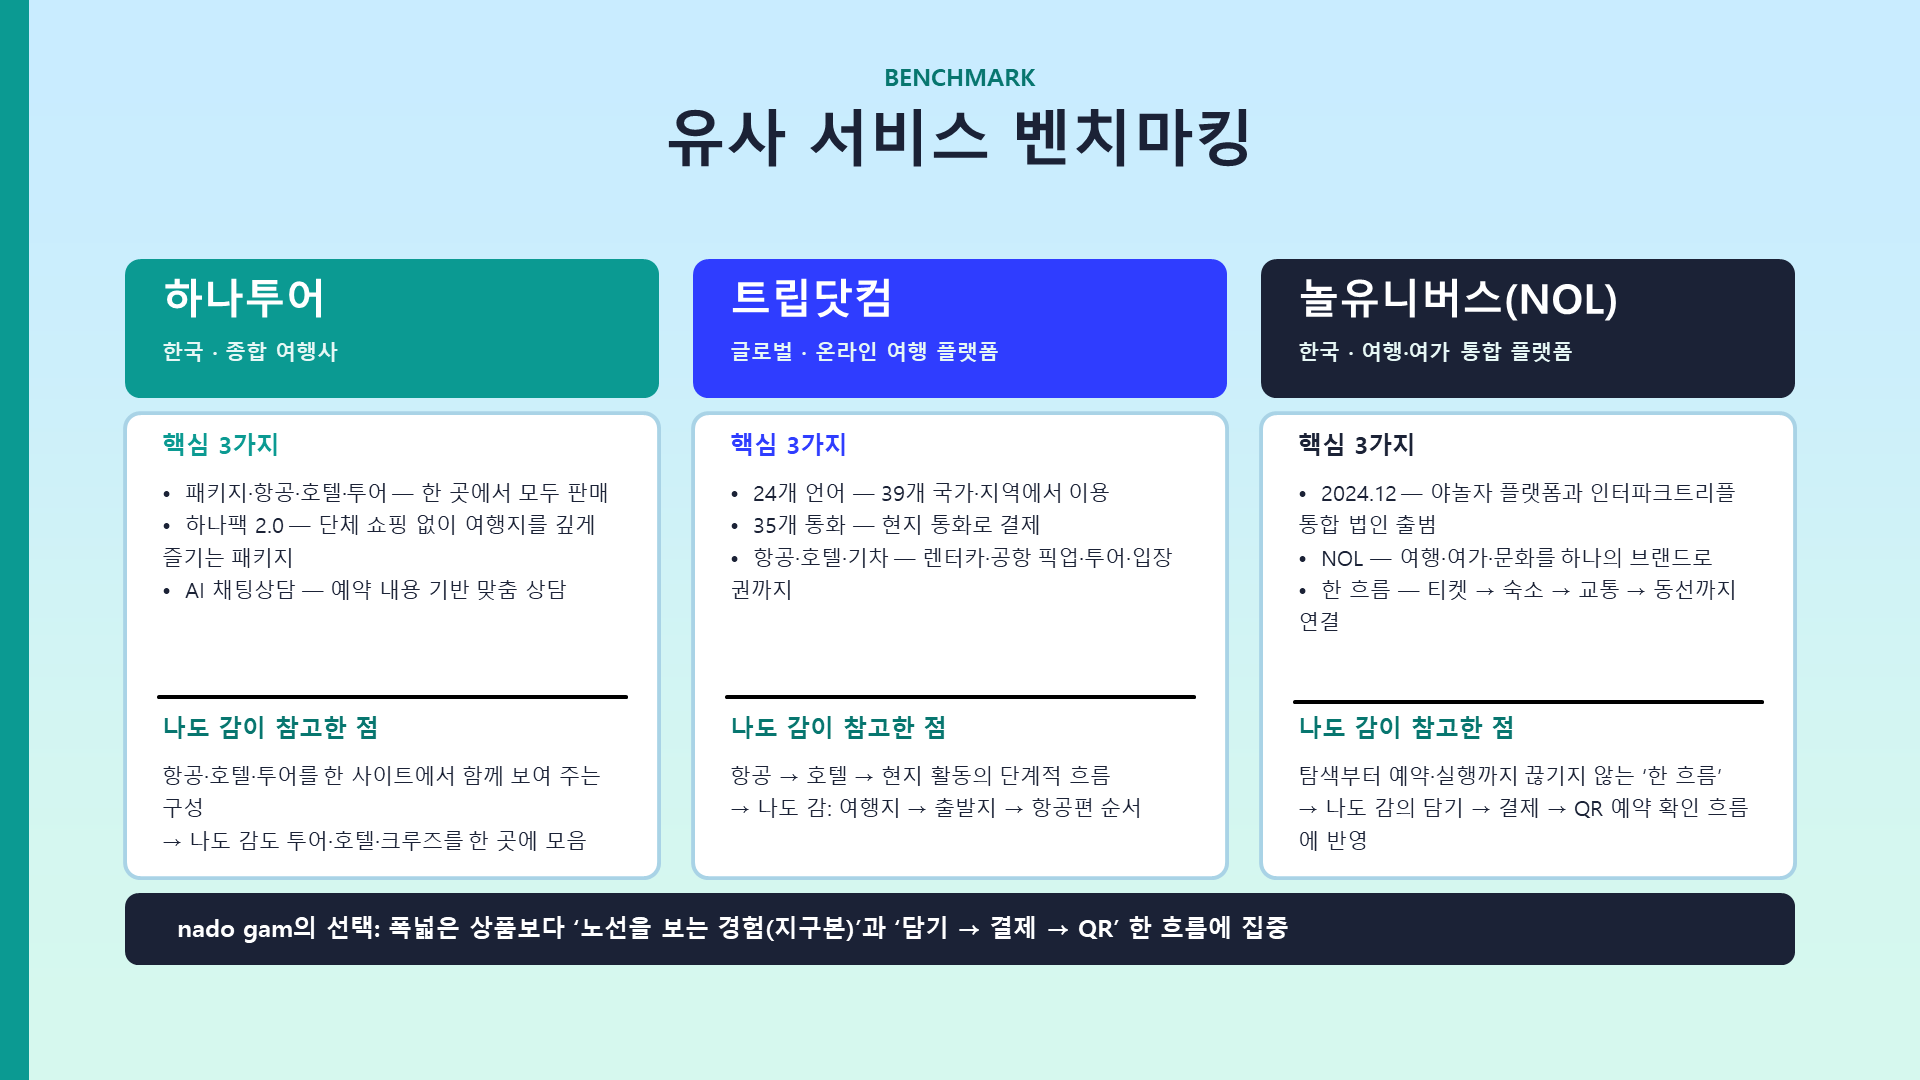 BENCHMARK
유사 서비스 벤치마킹
하나투어
한국 · 종합 여행사
핵심 3가지
• 패키지·항공·호텔·투어 — 한 곳에서 모두 판매
• 하나팩 2.0 — 단체 쇼핑 없이 여행지를 깊게
즐기는 패키지
• AI 채팅상담 — 예약 내용 기반 맞춤 상담
나도 감이 참고한 점
항공·호텔·투어를 한 사이트에서 함께 보여 주는
구성
→ 나도 감도 투어·호텔·크루즈를 한 곳에 모음
트립닷컴
글로벌 · 온라인 여행 플랫폼
핵심 3가지
• 24개 언어 — 39개 국가·지역에서 이용
• 35개 통화 — 현지 통화로 결제
• 항공·호텔·기차 — 렌터카·공항 픽업·투어·입장
권까지
나도 감이 참고한 점
항공 → 호텔 → 현지 활동의 단계적 흐름
→ 나도 감: 여행지 → 출발지 → 항공편 순서
놀유니버스(NOL)
한국 · 여행·여가 통합 플랫폼
핵심 3가지
• 2024.12 — 야놀자 플랫폼과 인터파크트리플
통합 법인 출범
• NOL — 여행·여가·문화를 하나의 브랜드로
• 한 흐름 — 티켓 → 숙소 → 교통 → 동선까지
연결
나도 감이 참고한 점
탐색부터 예약·실행까지 끊기지 않는 ‘한 흐름’
→ 나도 감의 담기 → 결제 → QR 예약 확인 흐름
에 반영
nado gam의 선택: 폭넓은 상품보다 ‘노선을 보는 경험(지구본)’과 ‘담기 → 결제 → QR’ 한 흐름에 집중